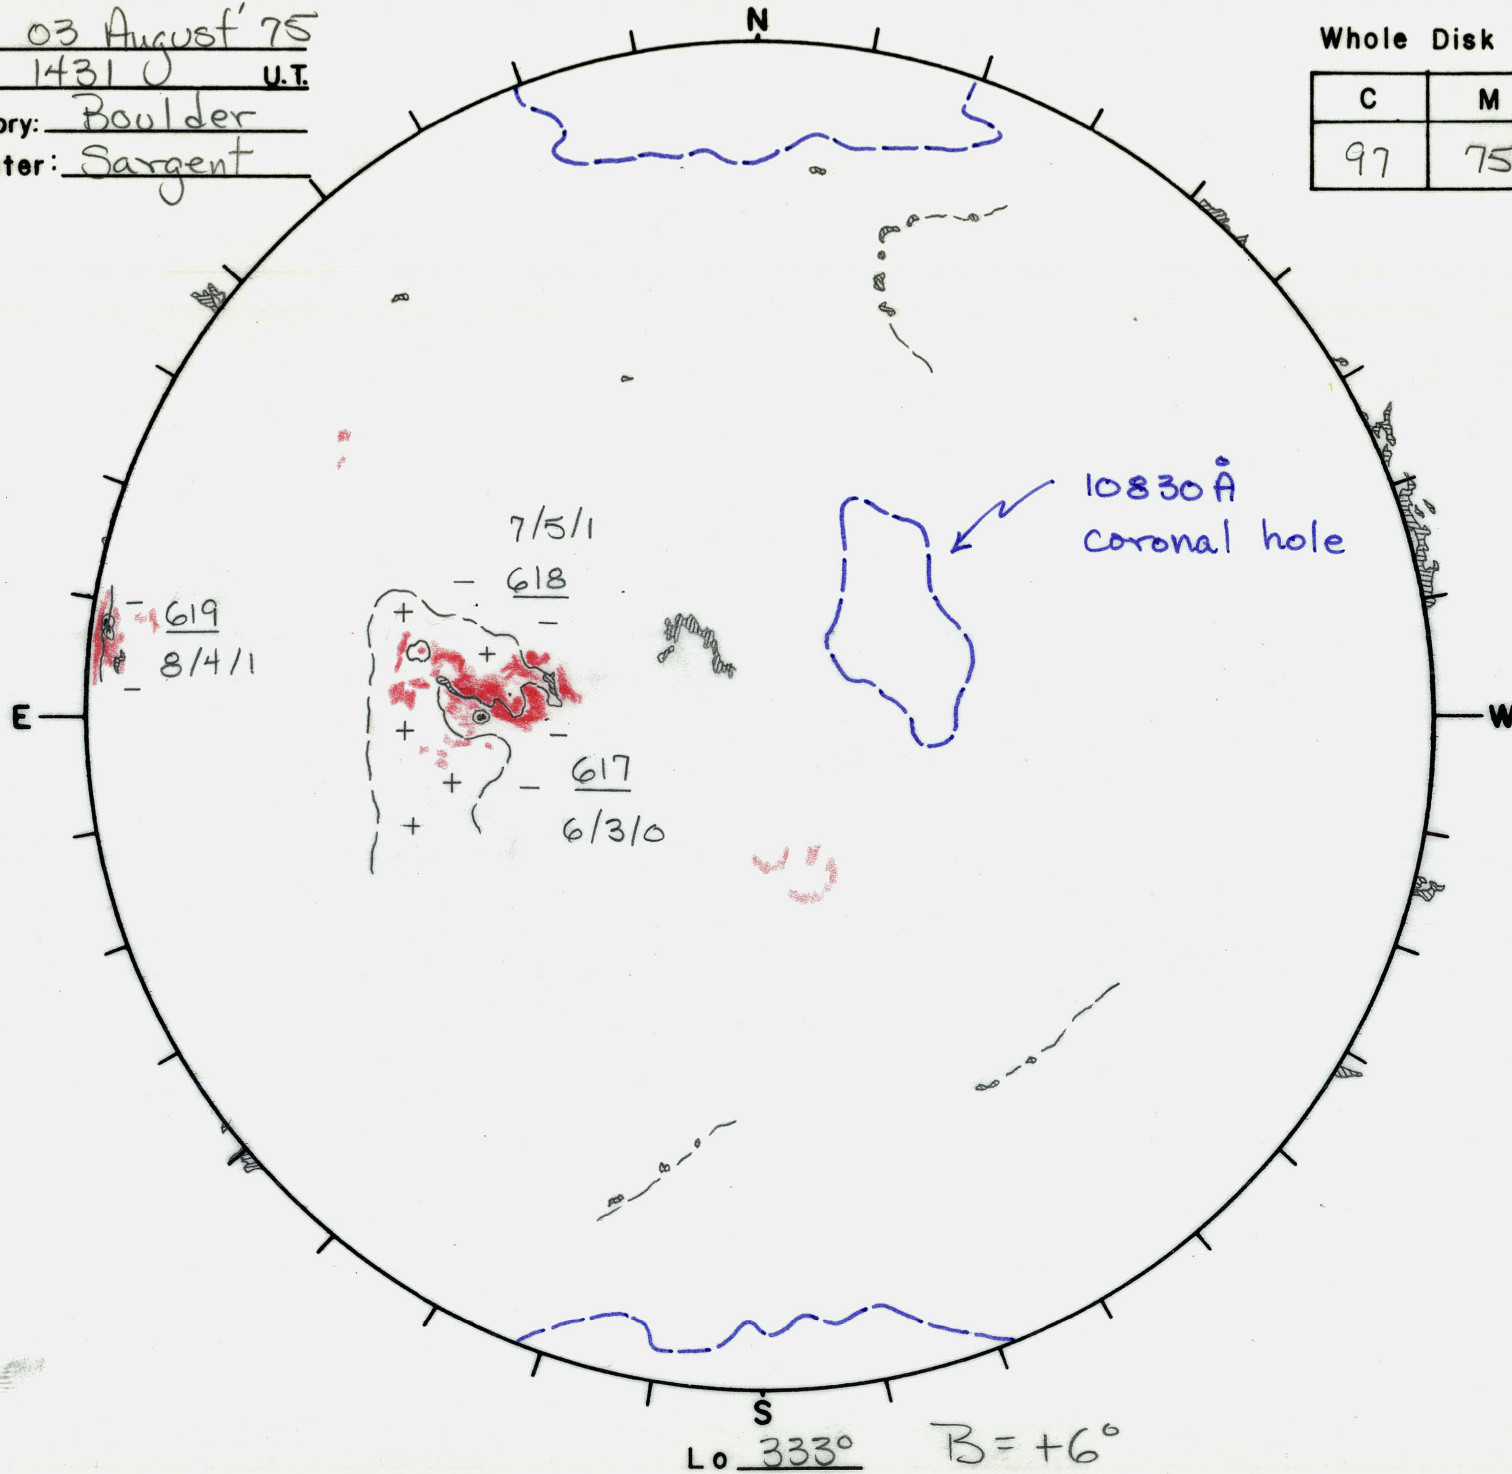 03 August '75
1431 U U.T.
ory: Boulder
ter: Sargent
N
Whole Disk
C M
97 75
10830Å
coronal hole
7/5/1
– 618
–
+
+
– 619
8/4/1
–
E
W
+
–
617
–
+
6/3/0
+
S
Lo 333° B = +6°